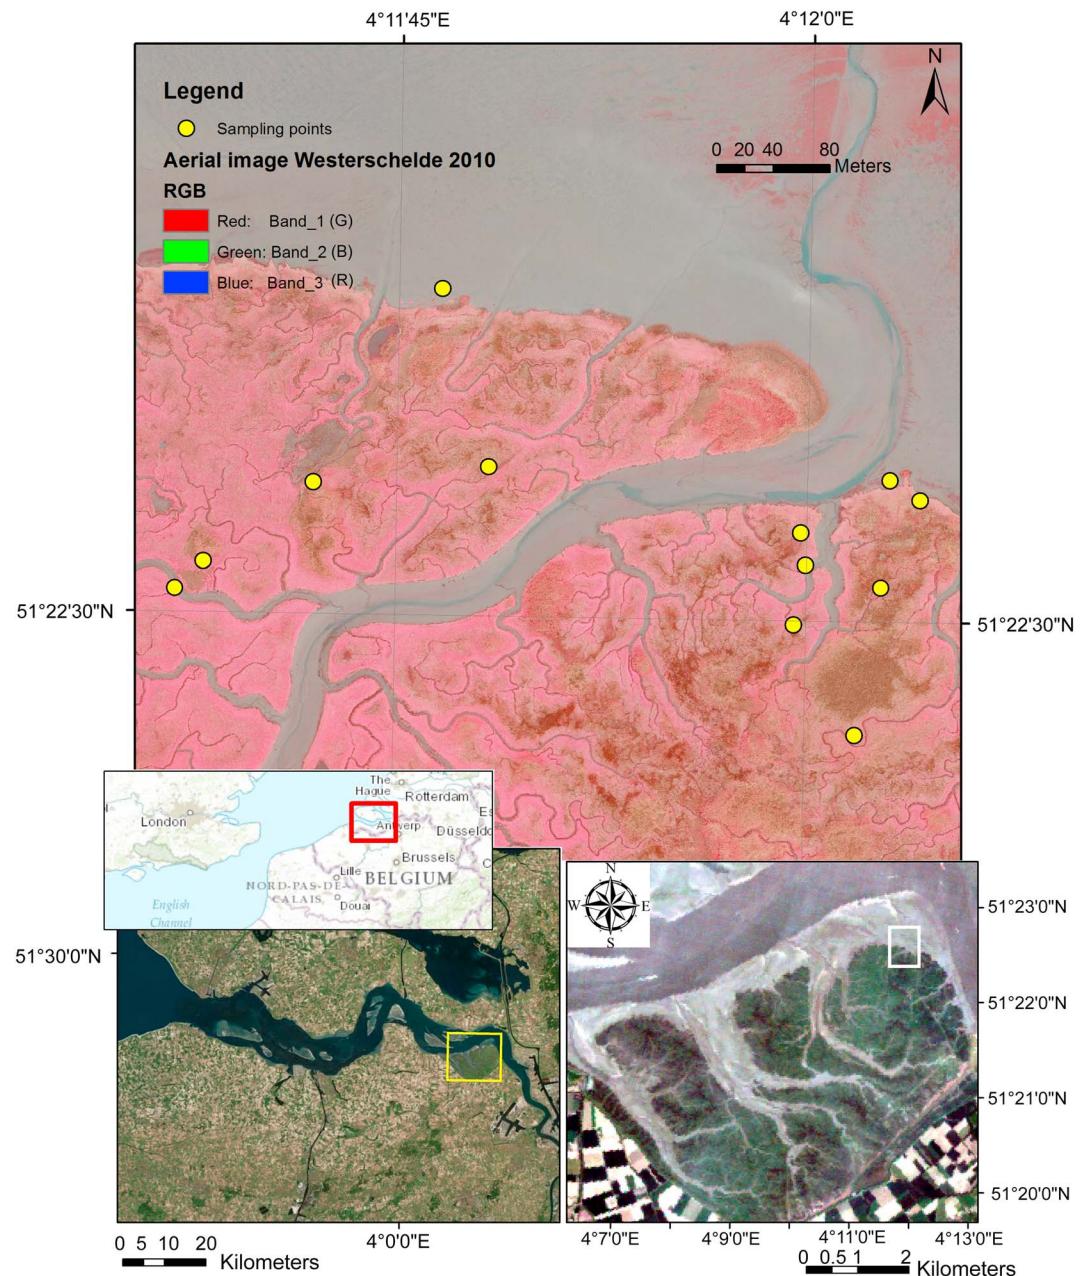 4°11'45"E
4°12'0"E
N
Legend
Sampling points
0 20 40 80
Meters
Aerial image Westerschelde 2010
RGB
Red: Band_1 (G)
Green: Band_2 (B)
Blue: Band_3 (R)
51°22'30"N
51°22'30"N
The
Hague
Rotterdam
London
Es
Antwerp
Düsseldo
Brussels
C
Lille
BELGIUM
NORD-PAS-DE-
CALAIS
Douai
English
Channel
N
W
E
S
51°23'0"N
51°30'0"N
51°22'0"N
51°21'0"N
51°20'0"N
0 5 10 20
Kilometers
4°0'0"E
4°7'0"E
4°9'0"E
4°11'0"E
4°13'0"E
0 0.5 1 2
Kilometers